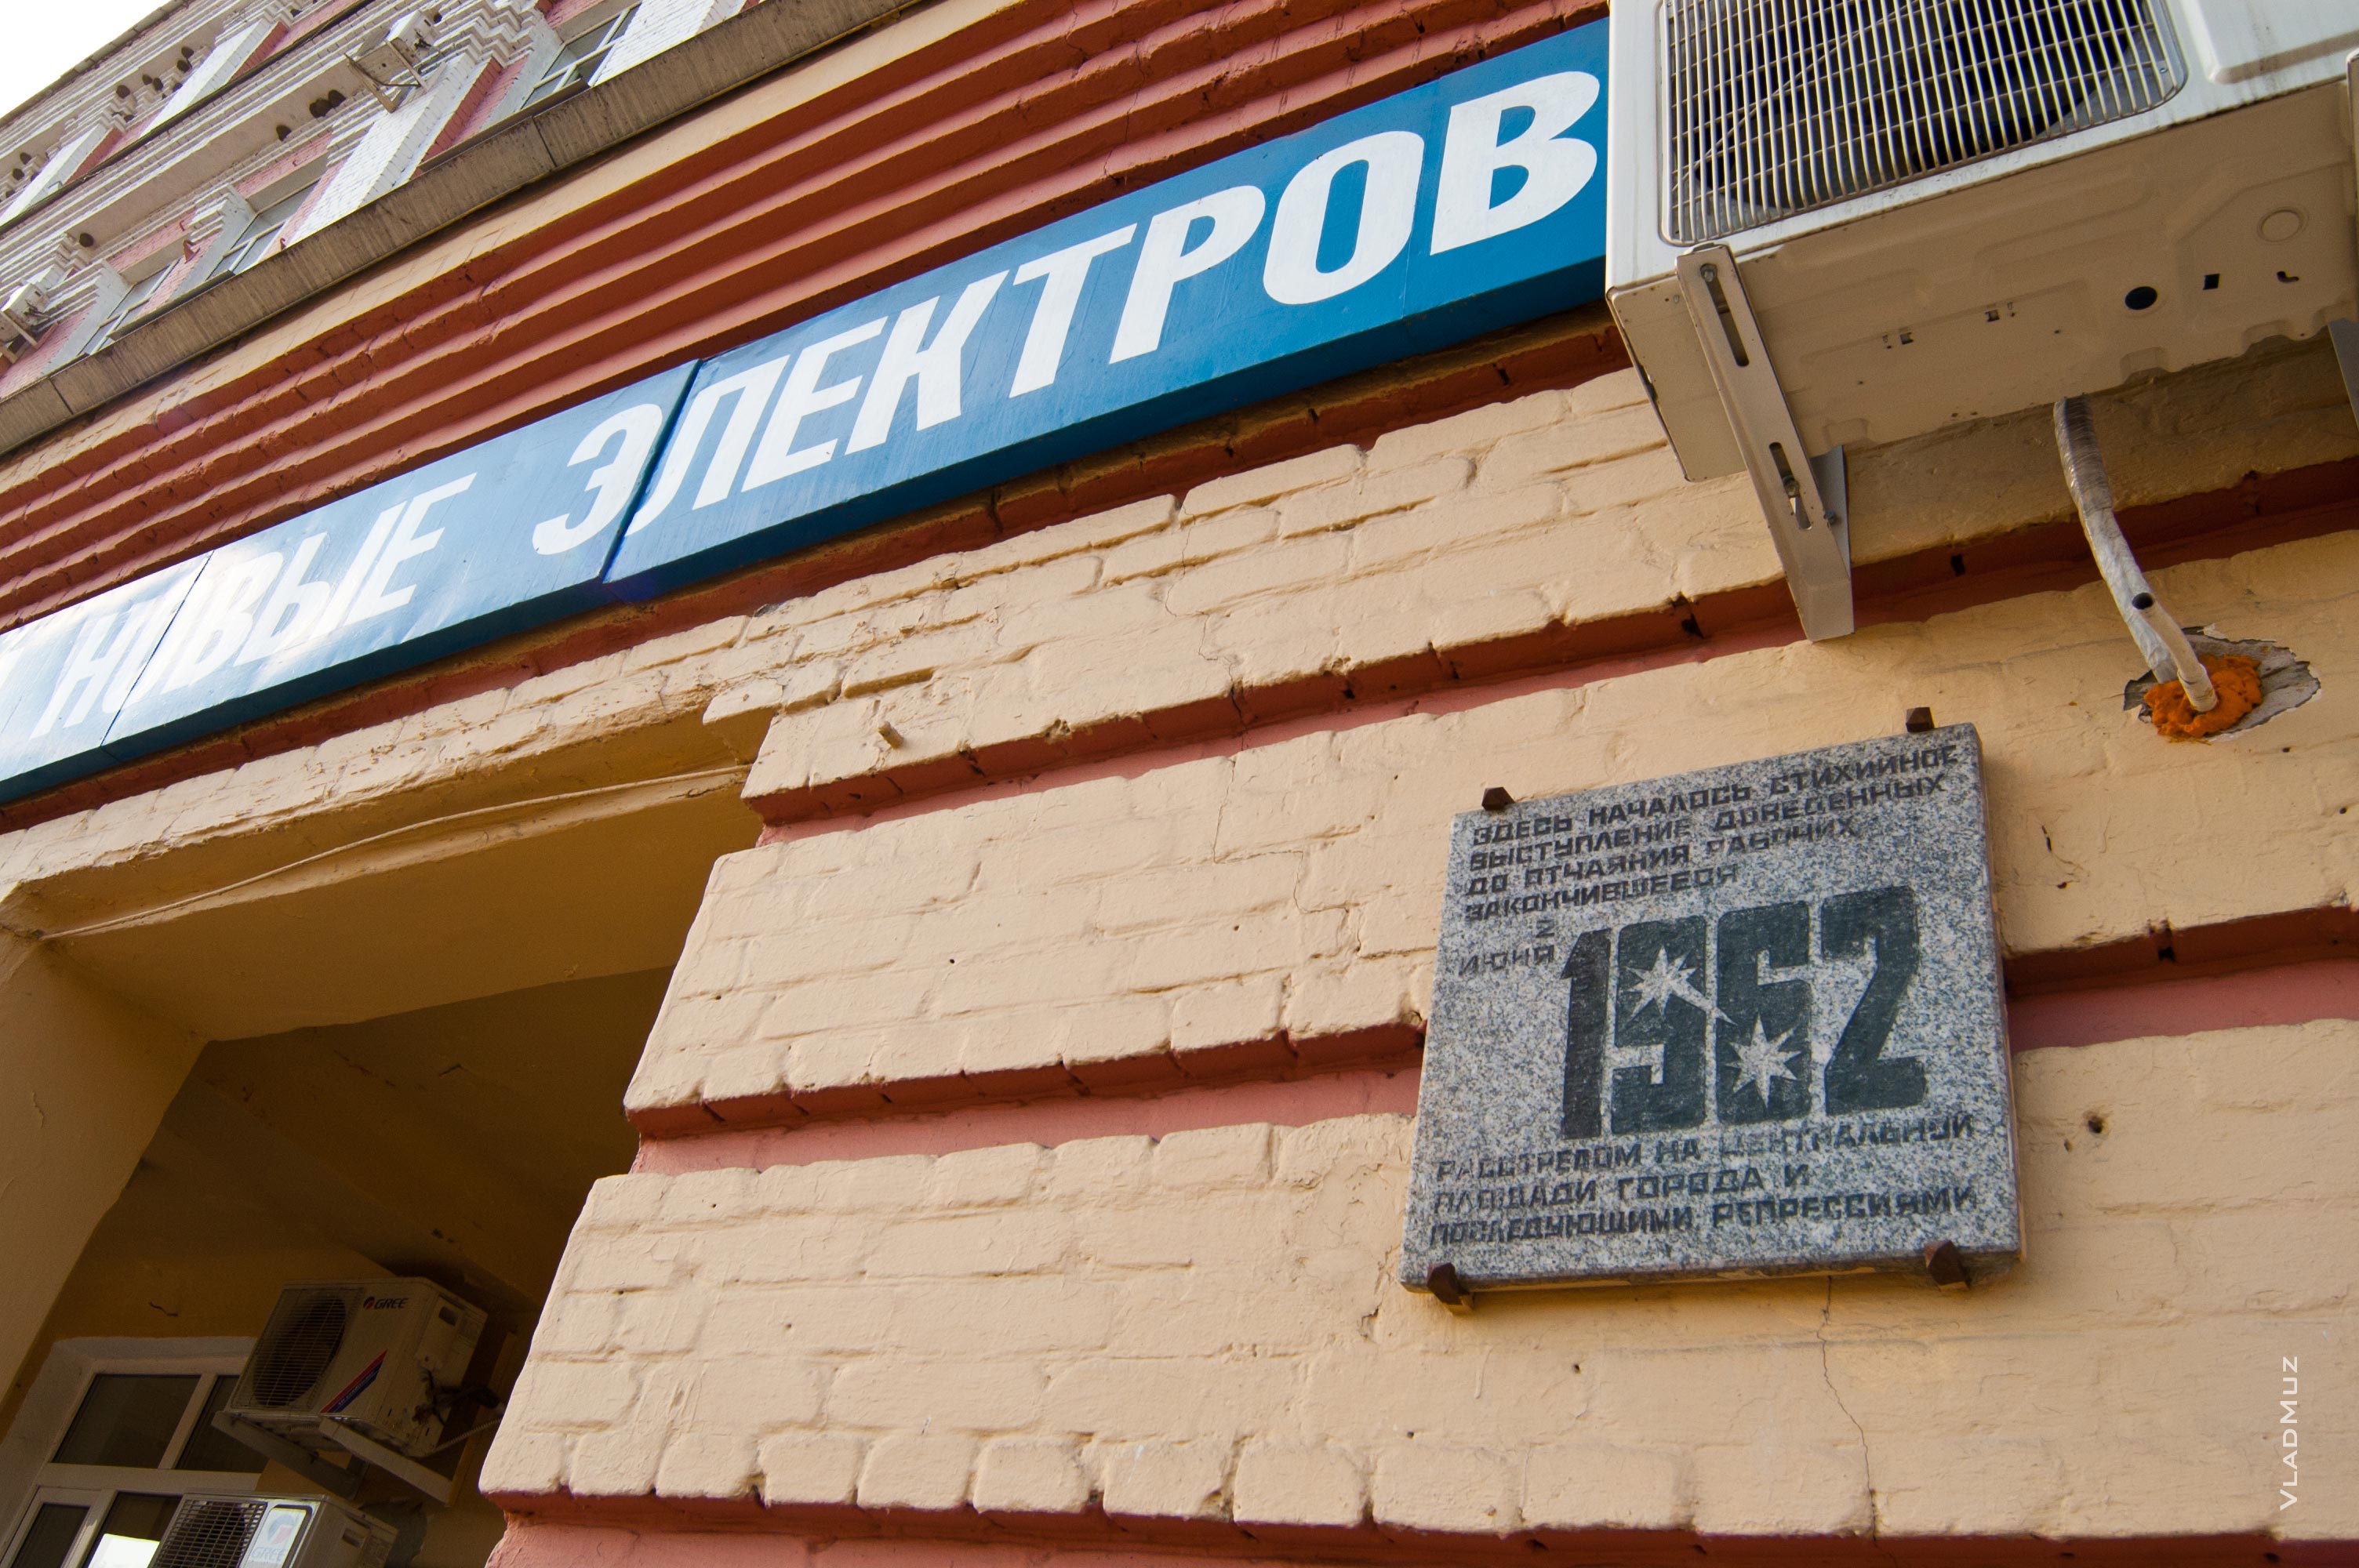 НОВЫЕ ЭЛЕКТРОВ
ЗДЕСЬ НАЧАЛОСЬ СТИХИЙНОЕ
ВЫСТУПЛЕНИЕ ДОВЕДЕННЫХ
ДО ОТЧАЯНИЯ РАБОЧИХ
ЗАКОНЧИВШЕЕСЯ
2
ИЮНЯ
1962
РАССТРЕЛОМ НА ЦЕНТРАЛЬНОЙ
ПЛОЩАДИ ГОРОДА И
ПОСЛЕДУЮЩИМИ РЕПРЕССИЯМИ
GREE
GREE
VLADMUZ